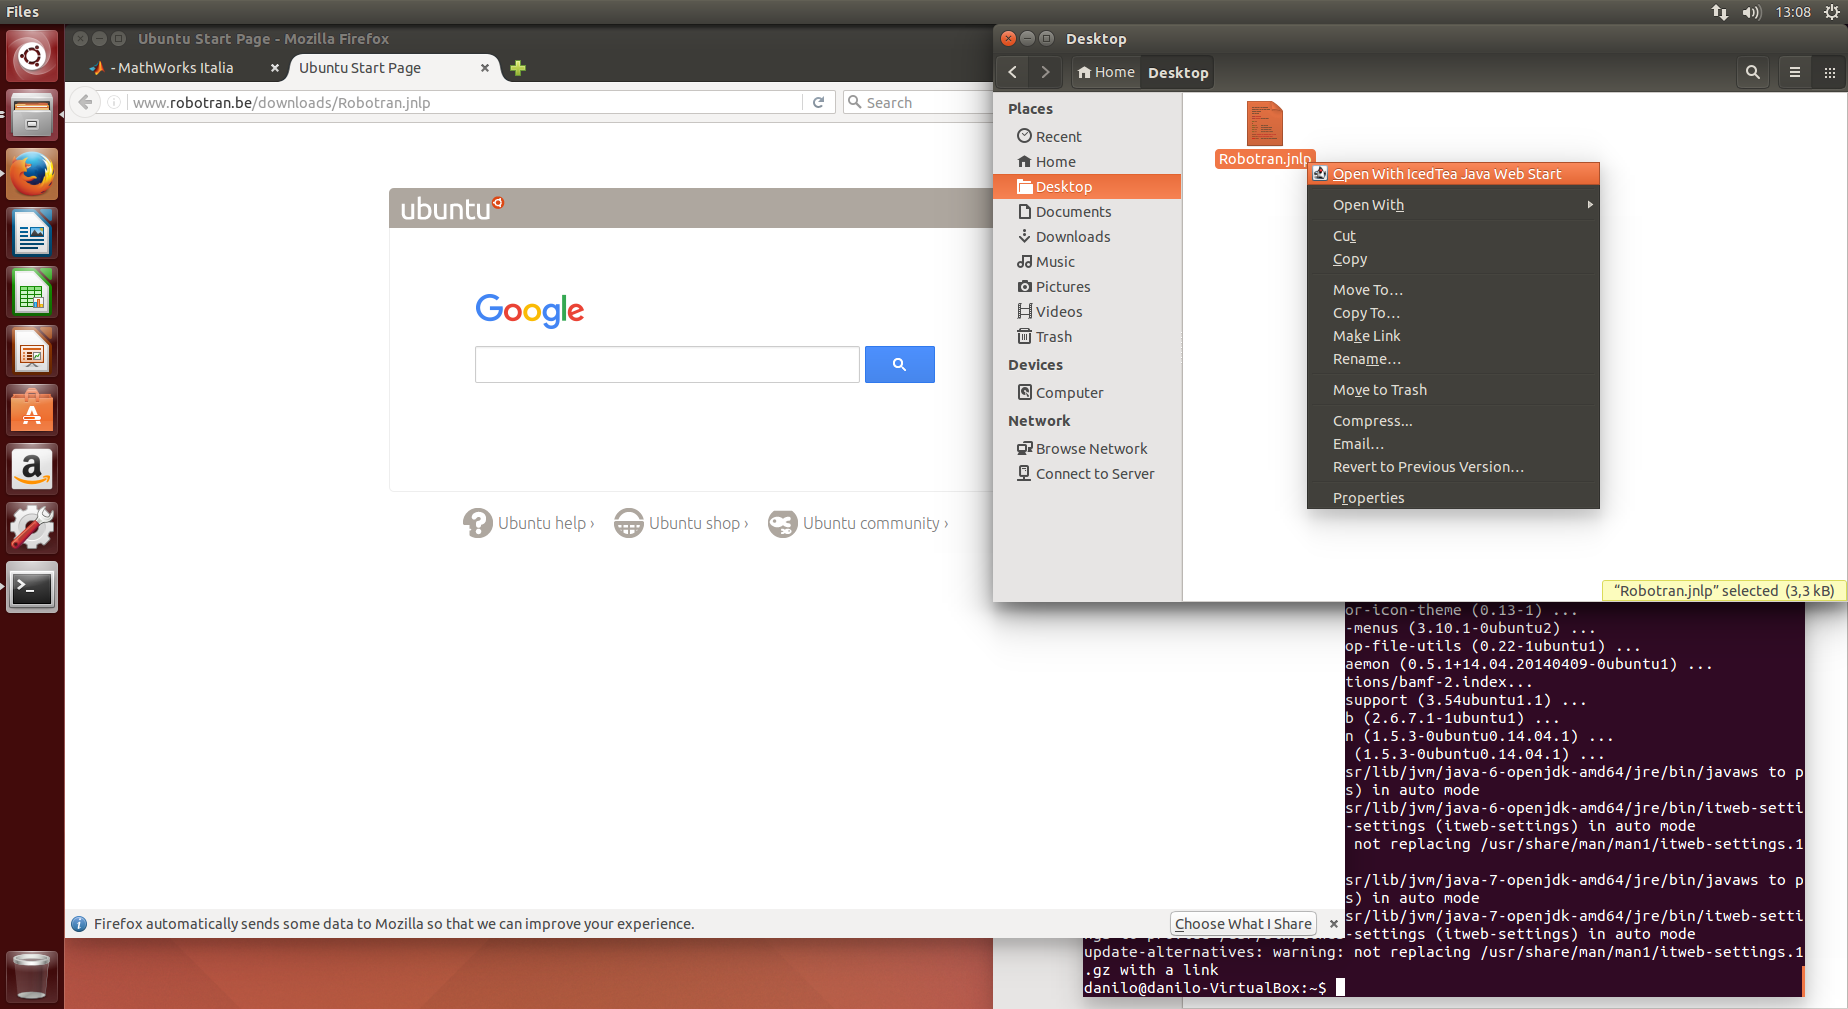 Files
13:08
Ubuntu Start Page - Mozilla Firefox
- MathWorks Italia
Ubuntu Start Page
www.robotran.be/downloads/Robotran.jnlp
Search
ubuntu
Google
Ubuntu help ›
Ubuntu shop ›
Ubuntu community ›
Firefox automatically sends some data to Mozilla so that we can improve your experience.
Choose What I Share
Desktop
Home
Desktop
Places
Recent
Home
Desktop
Documents
Downloads
Music
Pictures
Videos
Trash
Devices
Computer
Network
Browse Network
Connect to Server
Robotran.jnlp
Open With IcedTea Java Web Start
Open With
Cut
Copy
Move To...
Copy To...
Make Link
Rename...
Move to Trash
Compress...
Email...
Revert to Previous Version...
Properties
“Robotran.jnlp” selected (3,3 kB)
or-icon-theme (0.13-1) ...
-menus (3.10.1-0ubuntu2) ...
op-file-utils (0.22-1ubuntu1) ...
aemon (0.5.1+14.04.20140409-0ubuntu1) ...
tions/bamf-2.index...
support (3.54ubuntu1.1) ...
b (2.6.7.1-1ubuntu1) ...
n (1.5.3-0ubuntu0.14.04.1) ...
(1.5.3-0ubuntu0.14.04.1) ...
sr/lib/jvm/java-6-openjdk-amd64/jre/bin/javaws to p
s) in auto mode
sr/lib/jvm/java-6-openjdk-amd64/jre/bin/itweb-setti
-settings (itweb-settings) in auto mode
not replacing /usr/share/man/man1/itweb-settings.1
sr/lib/jvm/java-7-openjdk-amd64/jre/bin/javaws to p
s) in auto mode
sr/lib/jvm/java-7-openjdk-amd64/jre/bin/itweb-setti
-settings (itweb-settings) in auto mode
update-alternatives: warning: not replacing /usr/share/man/man1/itweb-settings.1
.gz with a link
danilo@danilo-VirtualBox:~$